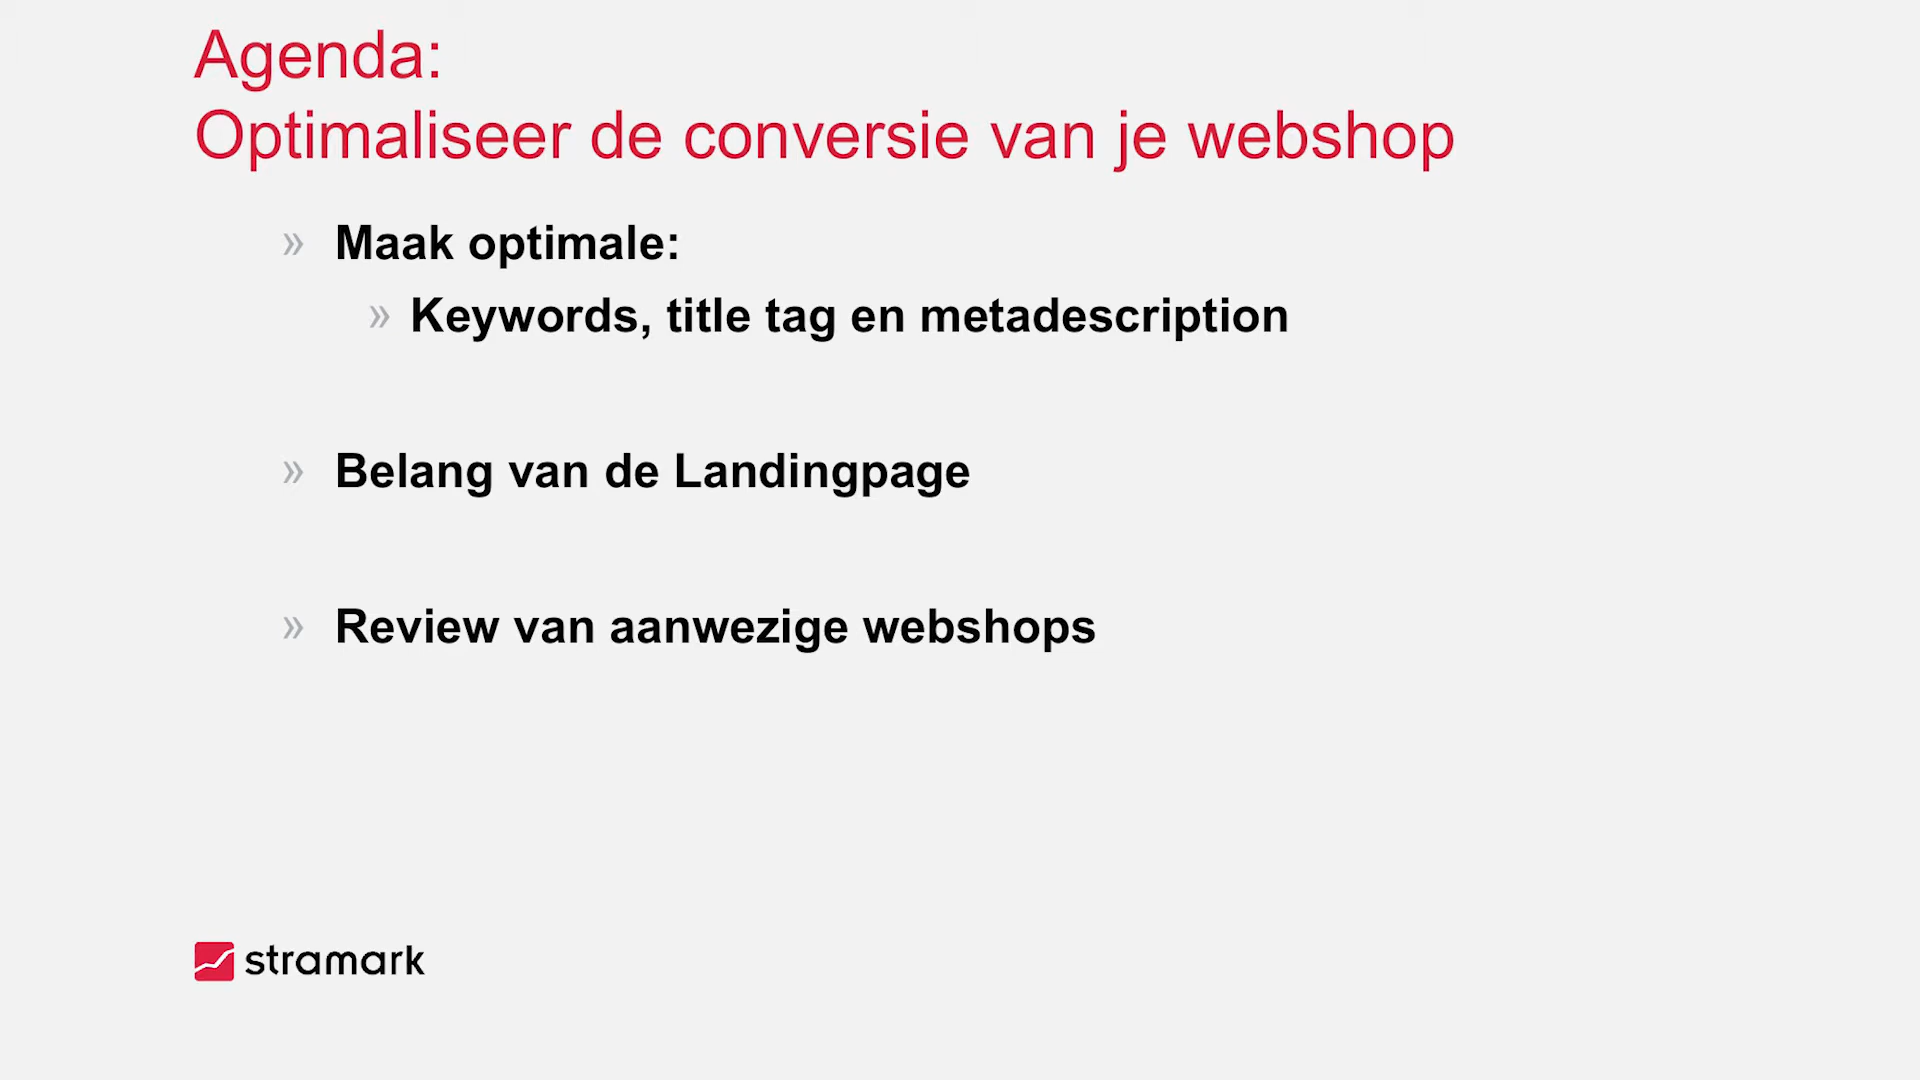 Agenda:
Optimaliseer de conversie van je webshop
» Maak optimale:
» Keywords, title tag en metadescription
» Belang van de Landingpage
» Review van aanwezige webshops
stramark